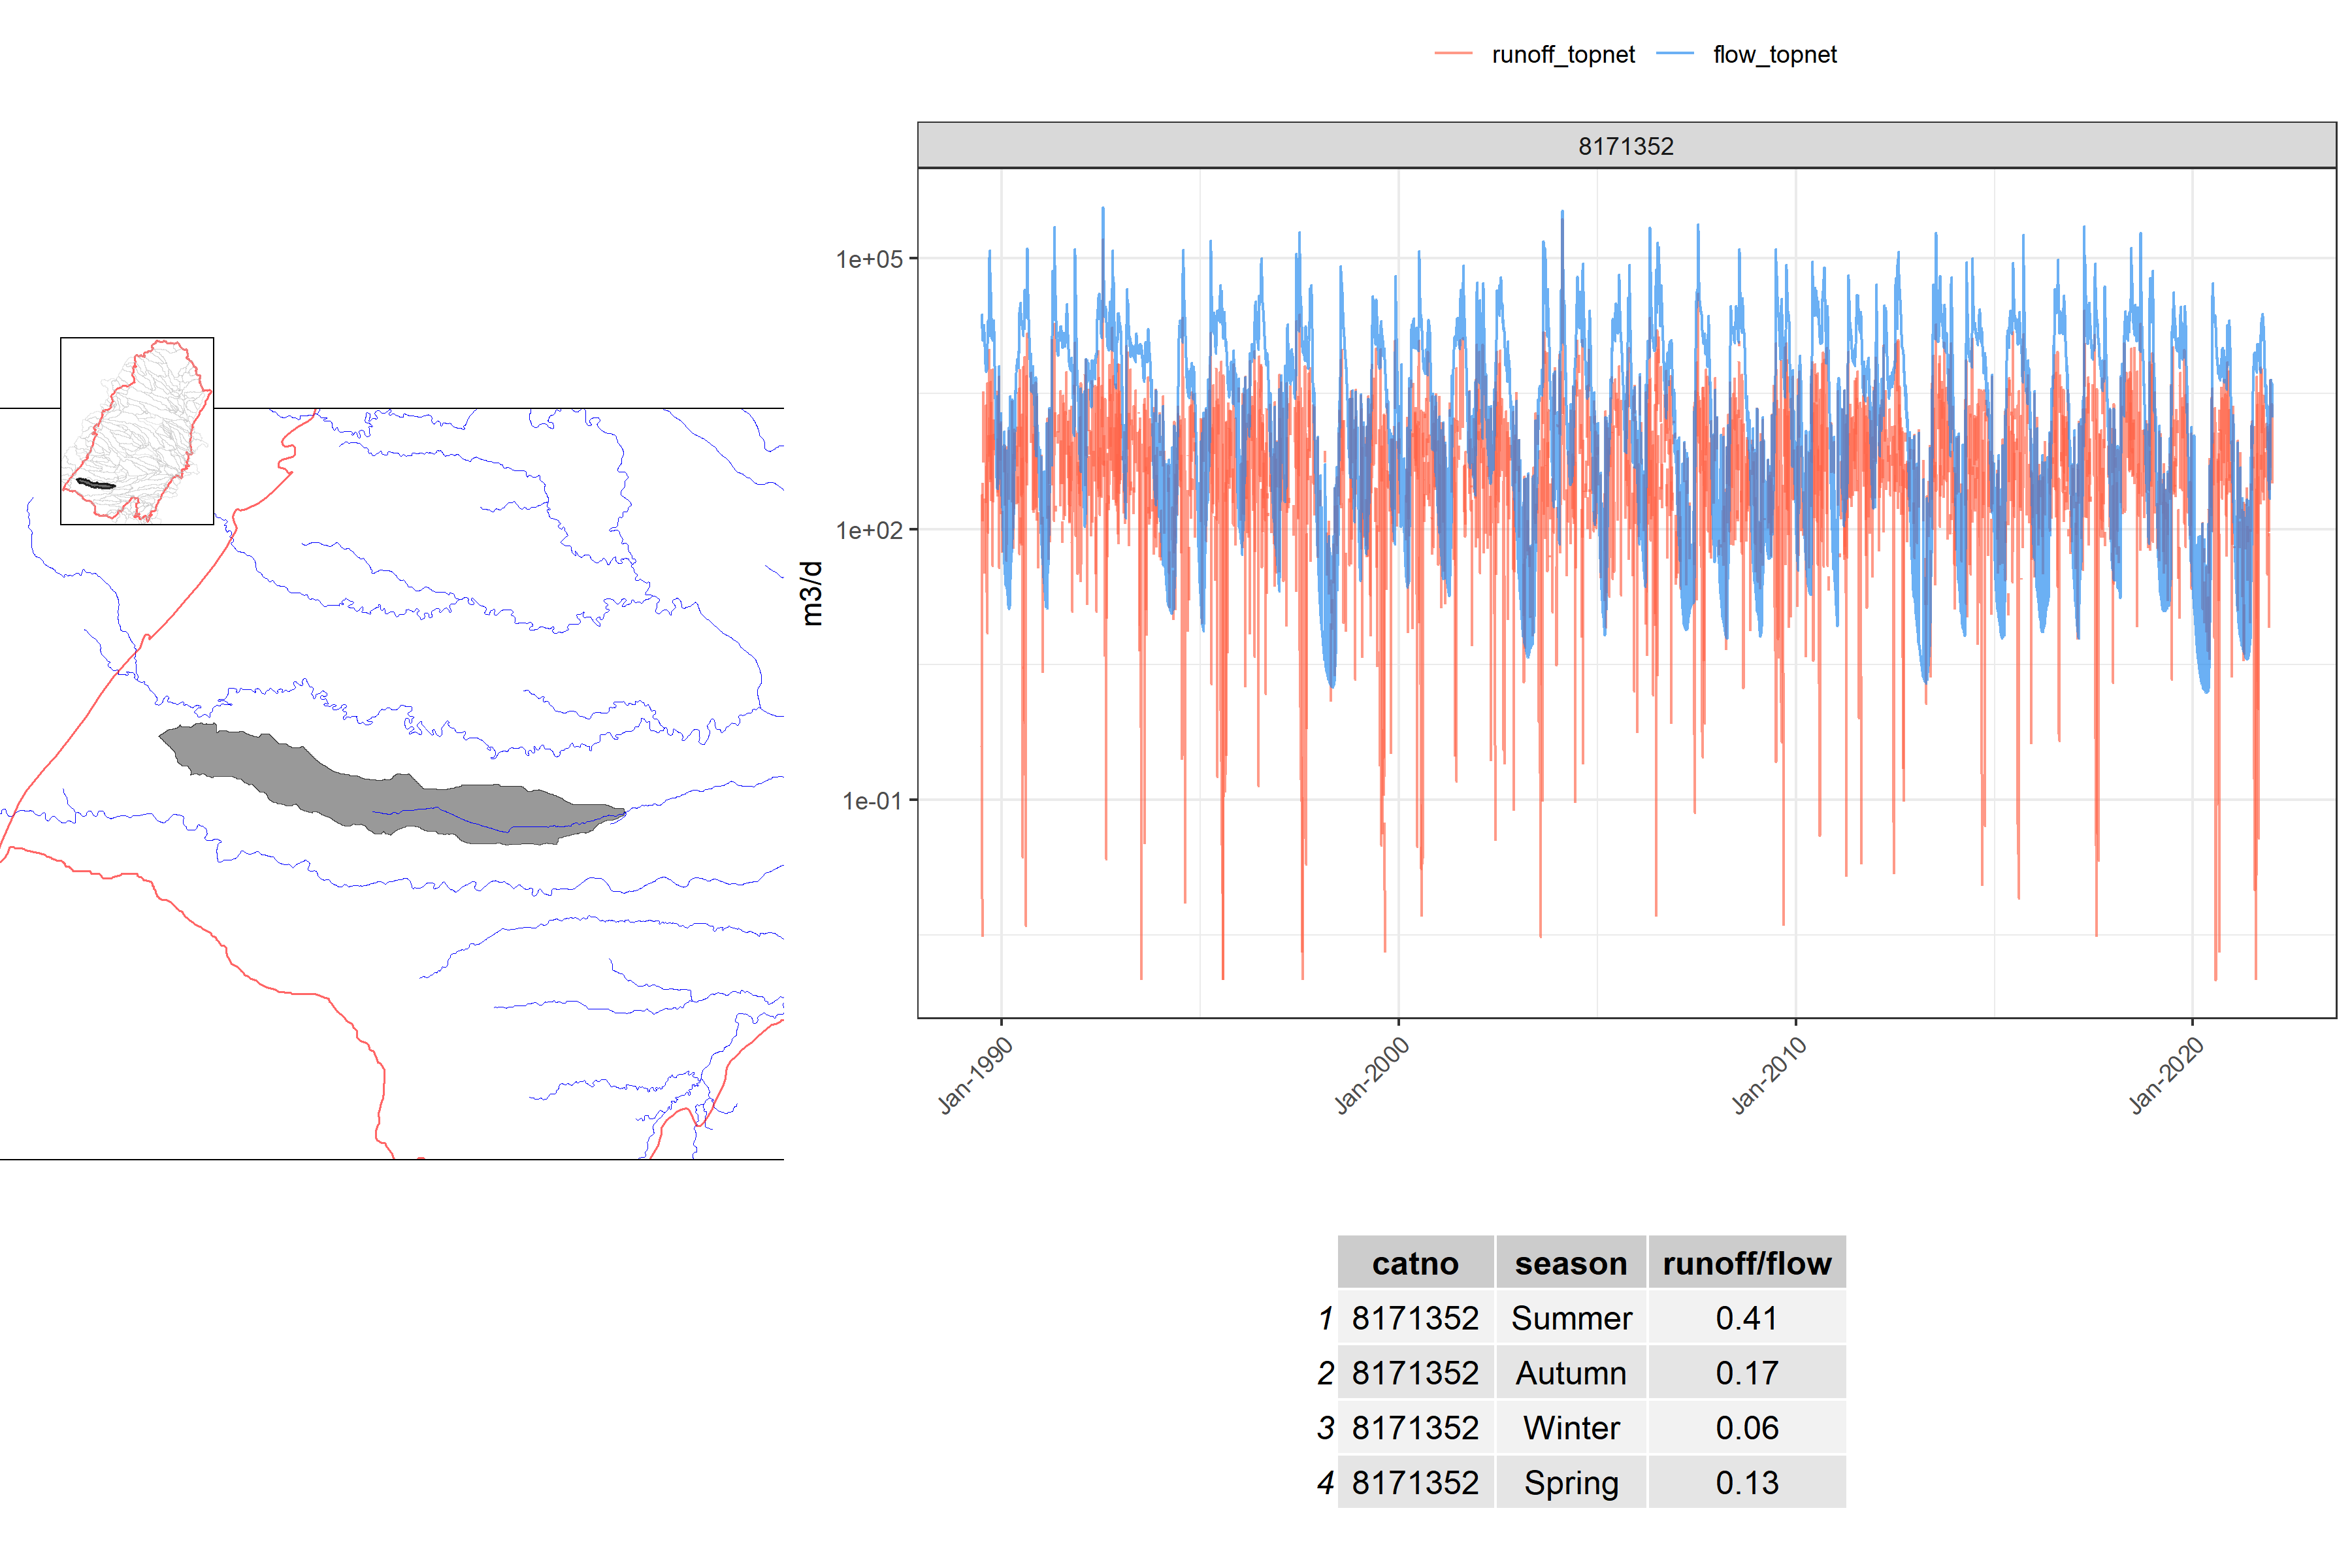 runoff_topnet flow_topnet
8171352
1e+05
1e+02
1e-01
m3/d
Jan-1990 Jan-2000 Jan-2010 Jan-2020
catno season runoff/flow
1 8171352 Summer 0.41
2 8171352 Autumn 0.17
3 8171352 Winter 0.06
4 8171352 Spring 0.13